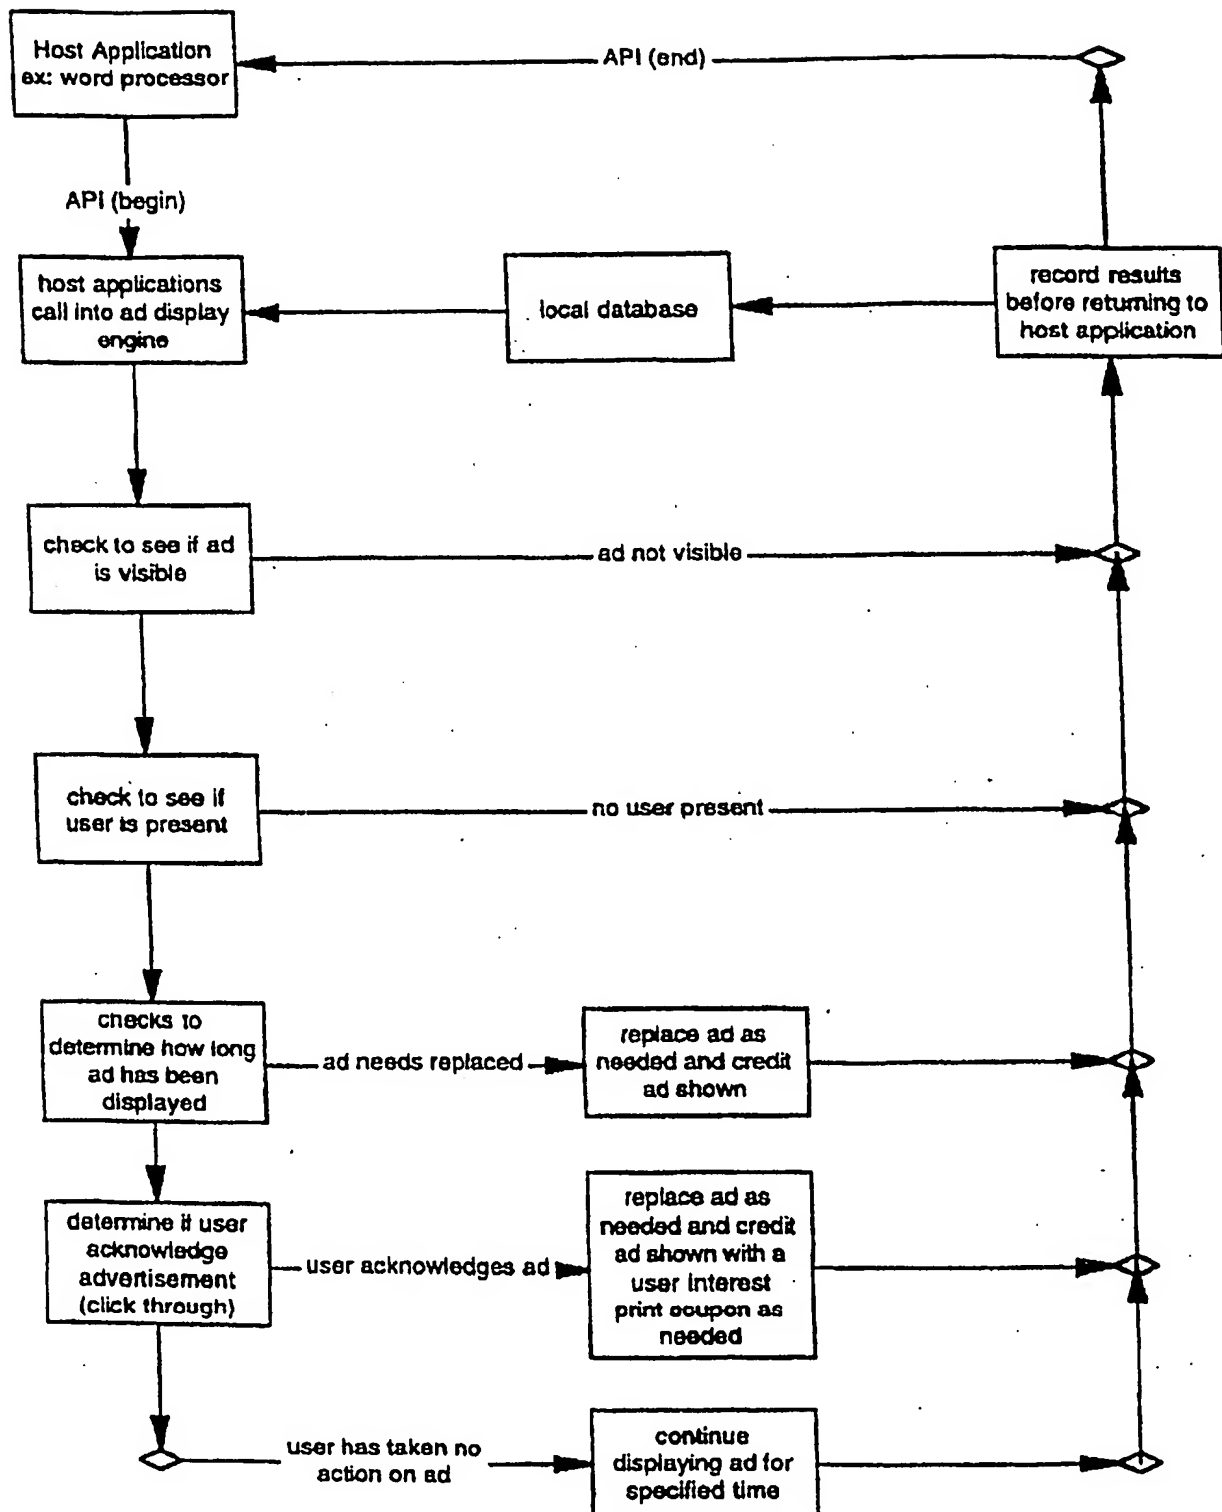 Host Application
ex: word processor
API (end)
API (begin)
host applications
call into ad display
engine
local database
record results
before returning to
host application
check to see if ad
is visible
ad not visible
check to see if
user is present
no user present
checks to
determine how long
ad has been
displayed
ad needs replaced
replace ad as
needed and credit
ad shown
determine if user
acknowledge
advertisement
(click through)
user acknowledges ad
replace ad as
needed and credit
ad shown with a
user interest
print coupon as
needed
user has taken no
action on ad
continue
displaying ad for
specified time